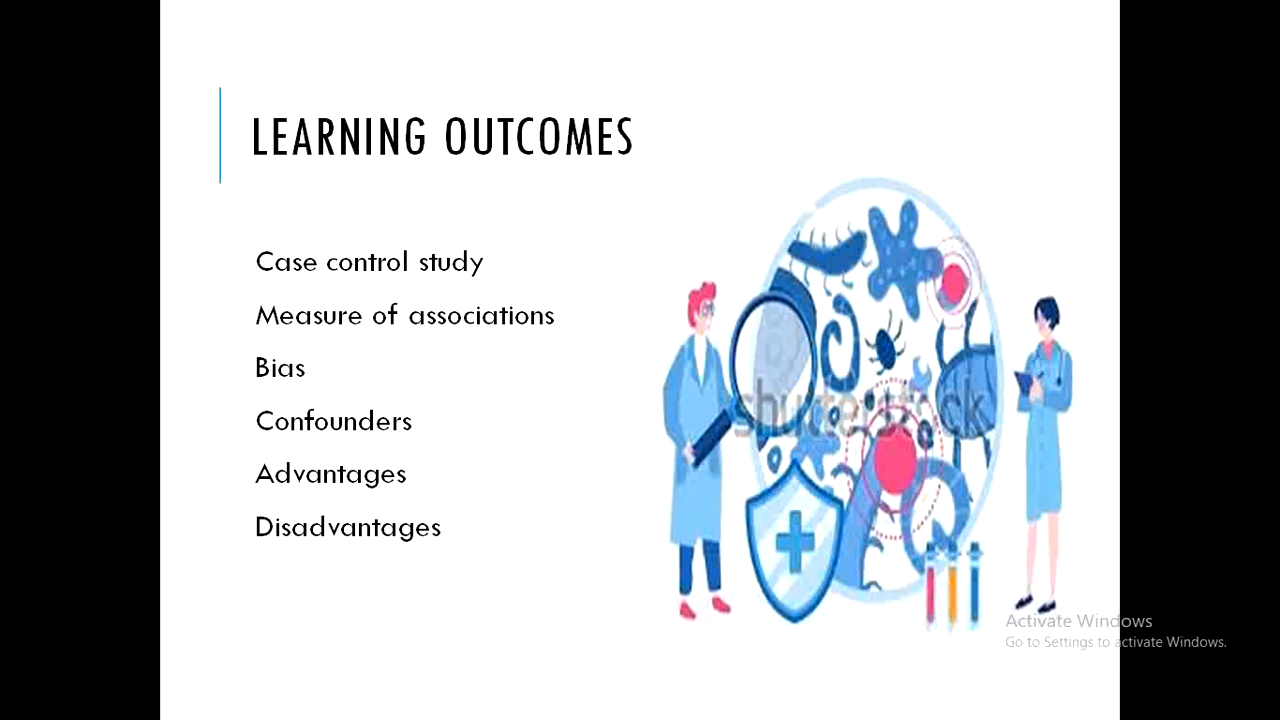 LEARNING OUTCOMES
Case control study
Measure of associations
Bias
Confounders
Advantages
Disadvantages
shutterstock
Activate Windows
Go to Settings to activate Windows.